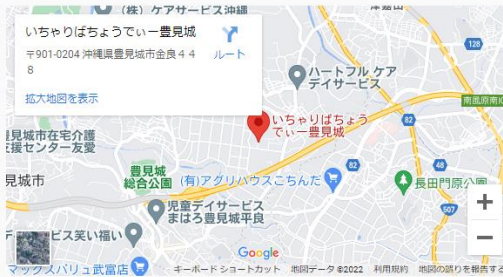 (株) ケアサービス沖縄
津嘉山
いちゃりばちょうでぃー豊見城
〒901-0204 沖縄県豊見城市金良４４
８
ルート
拡大地図を表示
128
ハートフル ケア
デイサービス
南風原南IC
いちゃりばちょう
でぃー豊見城
82
見城市在宅介護
支援センター友愛
豊見城
総合公園
82
48
見城市
(有)アグリハウスこちんだ
長田門原公園
児童デイサービス
まはろ豊見城平良
507
ービス笑い福い
マックスバリュ武富店
Google
キーボード ショートカット
地図データ ©2022
利用規約
地図の誤りを報告する
+
−